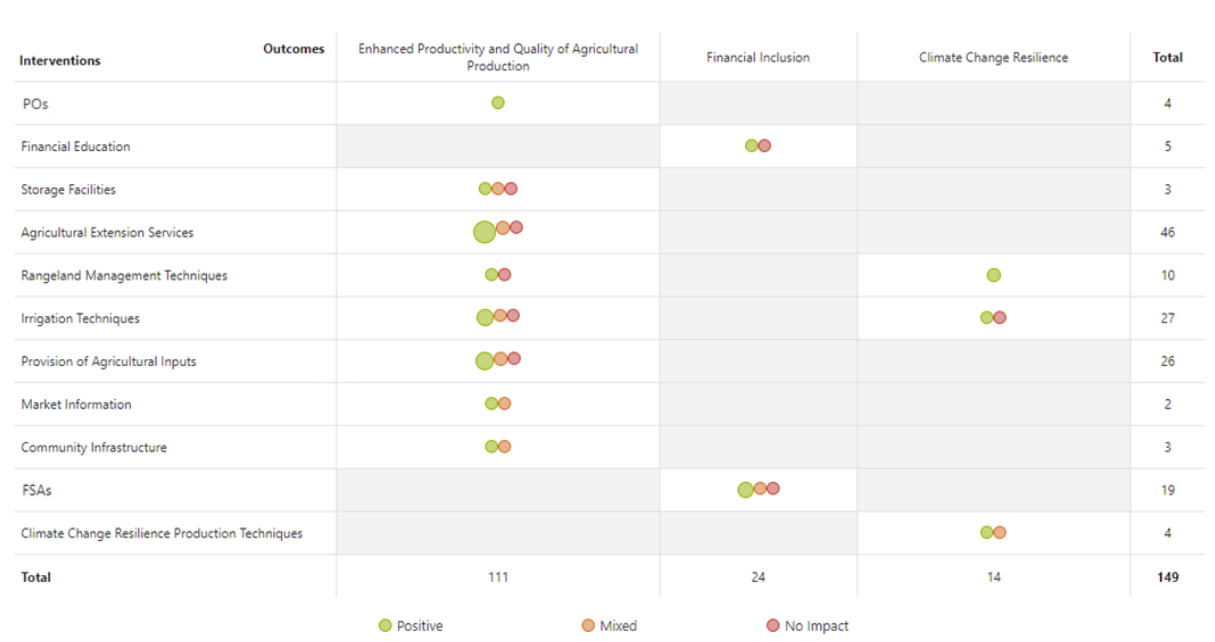 Outcomes
Interventions
Enhanced Productivity and Quality of Agricultural
Production
Financial Inclusion
Climate Change Resilience
Total
POs
4
Financial Education
5
Storage Facilities
3
Agricultural Extension Services
46
Rangeland Management Techniques
10
Irrigation Techniques
27
Provision of Agricultural Inputs
26
Market Information
2
Community Infrastructure
3
FSAs
19
Climate Change Resilience Production Techniques
4
Total
111
24
14
149
Positive
Mixed
No Impact